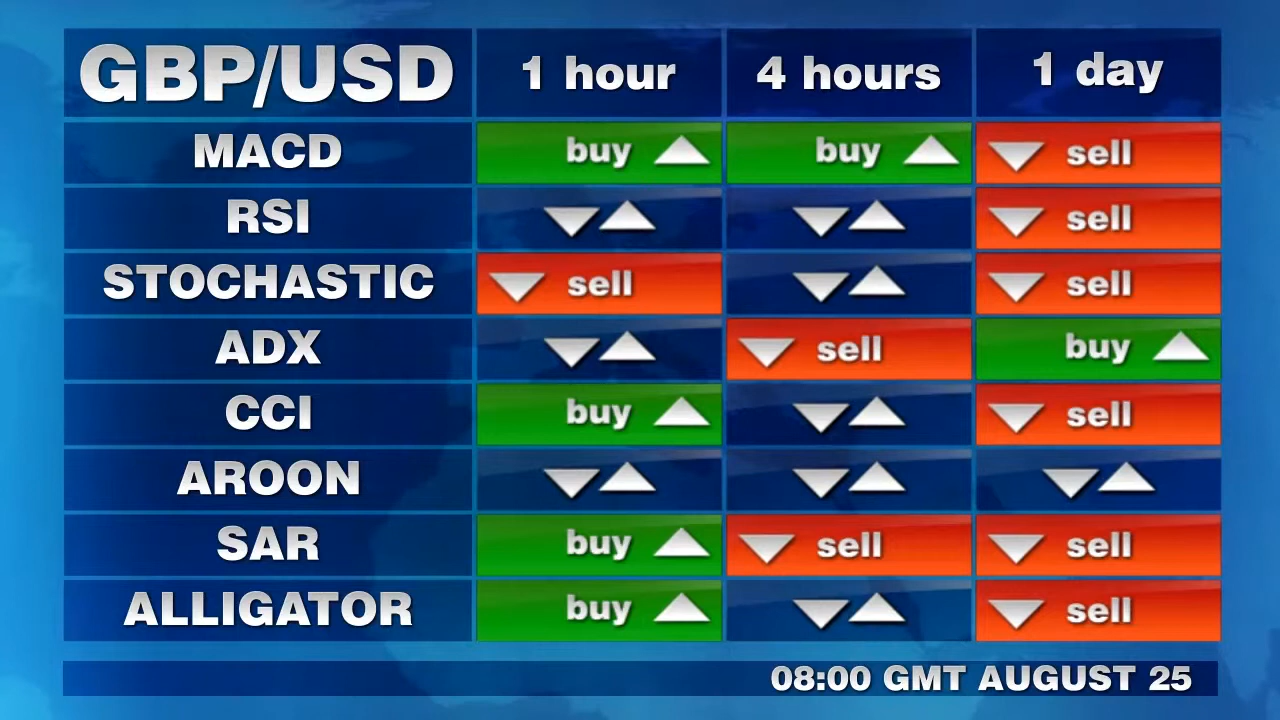 GBP/USD 1 hour 4 hours 1 day
MACD buy buy sell
RSI sell
STOCHASTIC sell sell
ADX sell buy
CCI buy sell
AROON
SAR buy sell sell
ALLIGATOR buy sell
08:00 GMT AUGUST 25